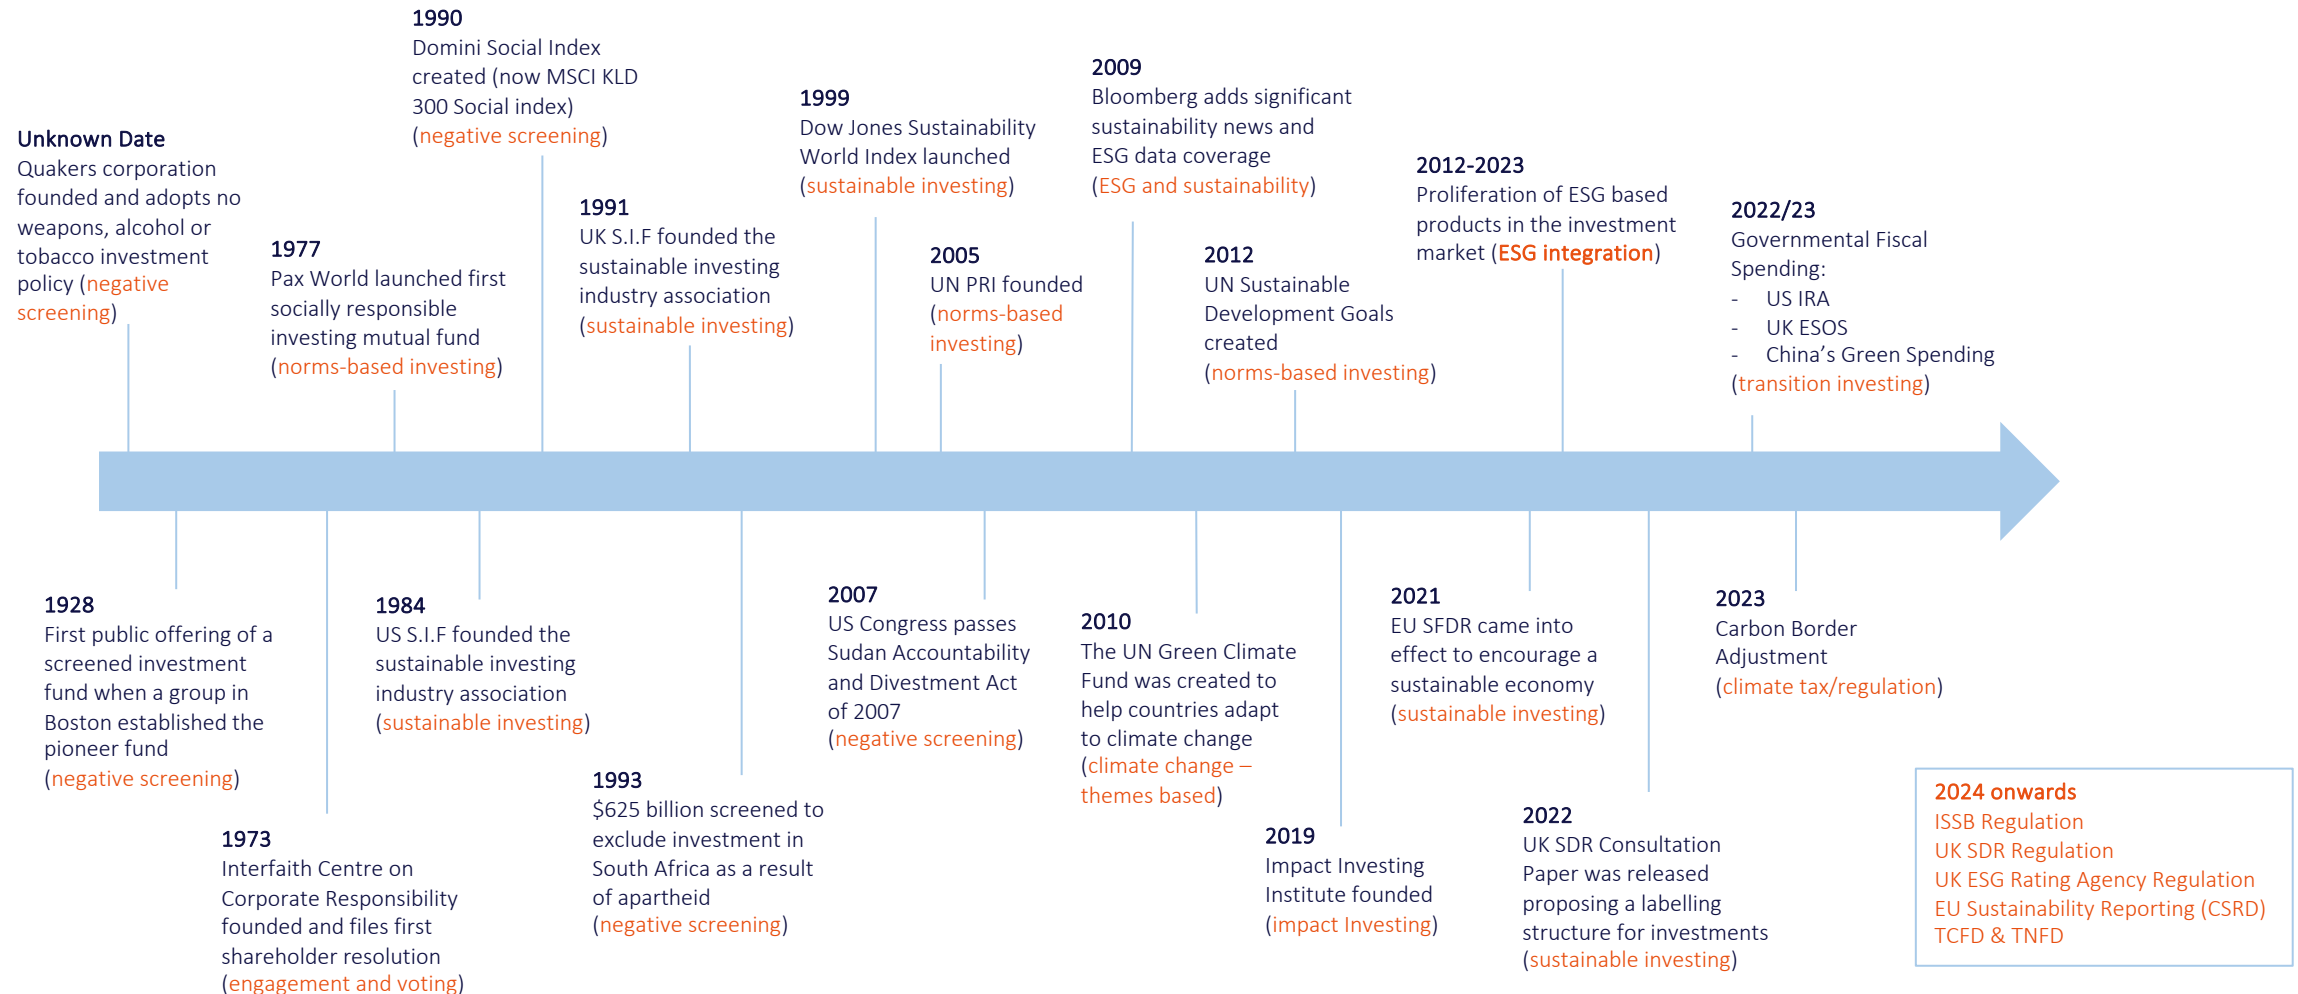 Unknown Date
Quakers corporation
founded and adopts no
weapons, alcohol or
tobacco investment
policy (negative
screening)
1977
Pax World launched first
socially responsible
investing mutual fund
(norms-based investing)
1990
Domini Social Index
created (now MSCI KLD
300 Social index)
(negative screening)
1991
UK S.I.F founded the
sustainable investing
industry association
(sustainable investing)
1999
Dow Jones Sustainability
World Index launched
(sustainable investing)
2005
UN PRI founded
(norms-based
investing)
2009
Bloomberg adds significant
sustainability news and
ESG data coverage
(ESG and sustainability)
2012
UN Sustainable
Development Goals
created
(norms-based investing)
2012-2023
Proliferation of ESG based
products in the investment
market (ESG integration)
2022/23
Governmental Fiscal
Spending:
- US IRA
- UK ESOS
- China’s Green Spending
(transition investing)
1928
First public offering of a
screened investment
fund when a group in
Boston established the
pioneer fund
(negative screening)
1973
Interfaith Centre on
Corporate Responsibility
founded and files first
shareholder resolution
(engagement and voting)
1984
US S.I.F founded the
sustainable investing
industry association
(sustainable investing)
1993
$625 billion screened to
exclude investment in
South Africa as a result
of apartheid
(negative screening)
2007
US Congress passes
Sudan Accountability
and Divestment Act
of 2007
(negative screening)
2010
The UN Green Climate
Fund was created to
help countries adapt
to climate change
(climate change –
themes based)
2019
Impact Investing
Institute founded
(impact Investing)
2021
EU SFDR came into
effect to encourage a
sustainable economy
(sustainable investing)
2022
UK SDR Consultation
Paper was released
proposing a labelling
structure for investments
(sustainable investing)
2023
Carbon Border
Adjustment
(climate tax/regulation)
2024 onwards
ISSB Regulation
UK SDR Regulation
UK ESG Rating Agency Regulation
EU Sustainability Reporting (CSRD)
TCFD & TNFD